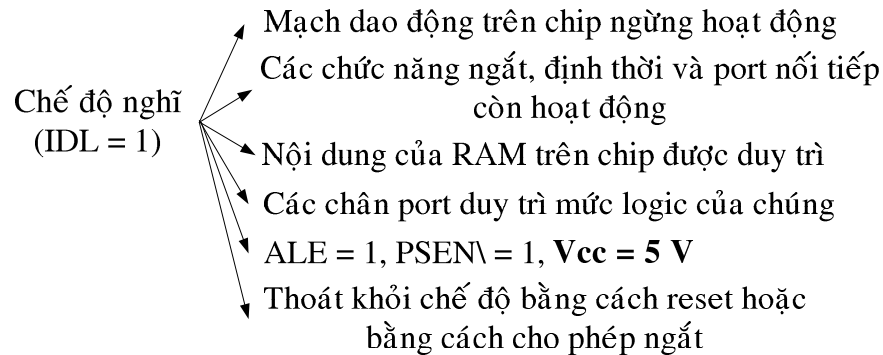 Mạch dao động trên chip ngừng hoạt động
Các chức năng ngắt, định thời và port nối tiếp
còn hoạt động
Chế độ nghĩ
(IDL = 1)
Nội dung của RAM trên chip được duy trì
Các chân port duy trì mức logic của chúng
ALE = 1, PSEN\ = 1, Vcc = 5 V
Thoát khỏi chế độ bằng cách reset hoặc
bằng cách cho phép ngắt